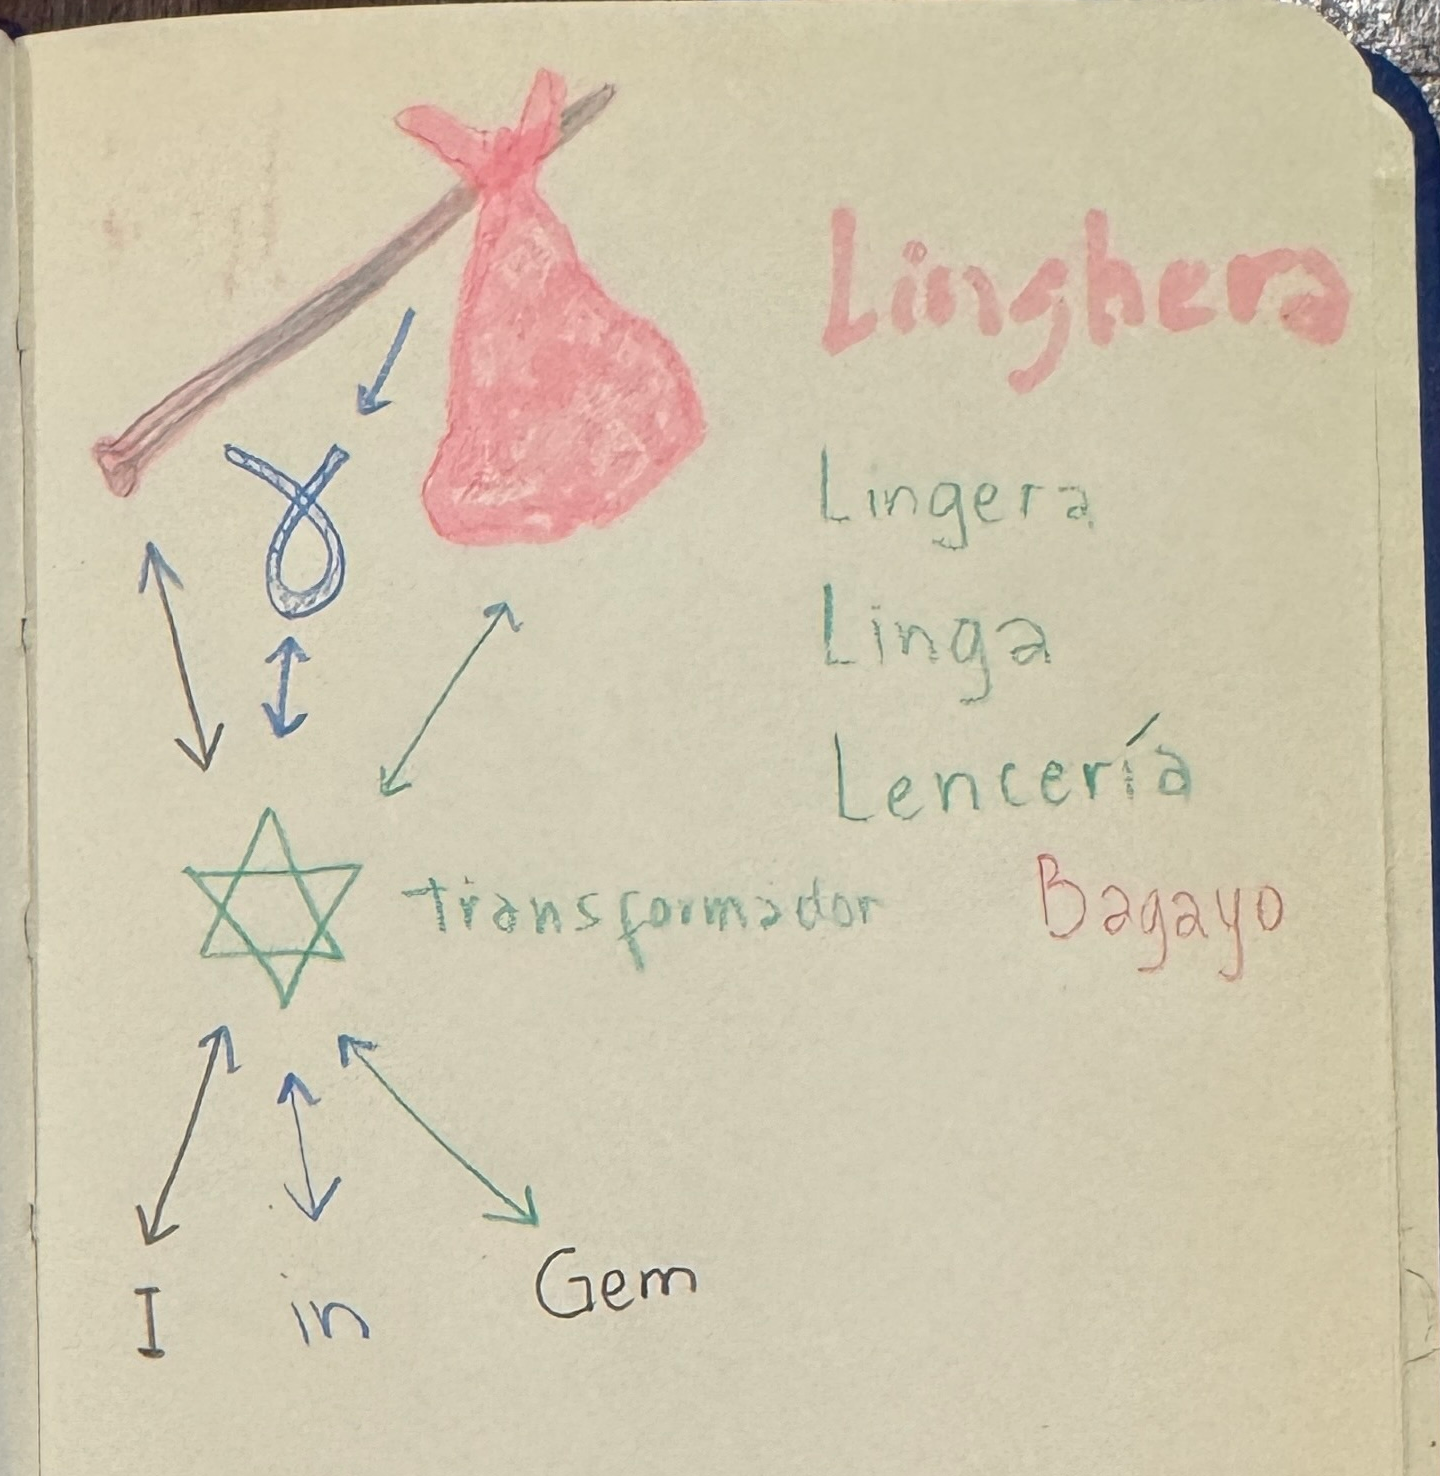 Linghera
Lingera
Linga
Lencería
transformador
Bagayo
I
in
Gem